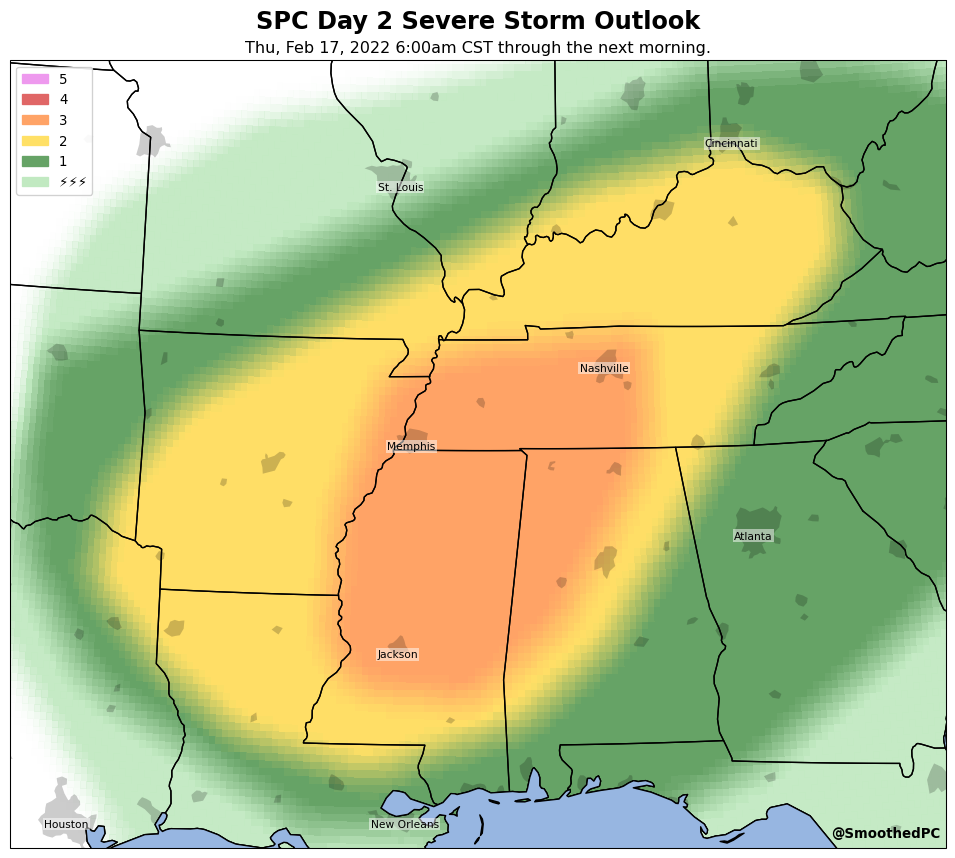 SPC Day 2 Severe Storm Outlook
Thu, Feb 17, 2022 6:00am CST through the next morning.
5
4
3
2
1
⚡⚡⚡
Cincinnati
St. Louis
Nashville
Memphis
Atlanta
Jackson
Houston
New Orleans
@SmoothedPC